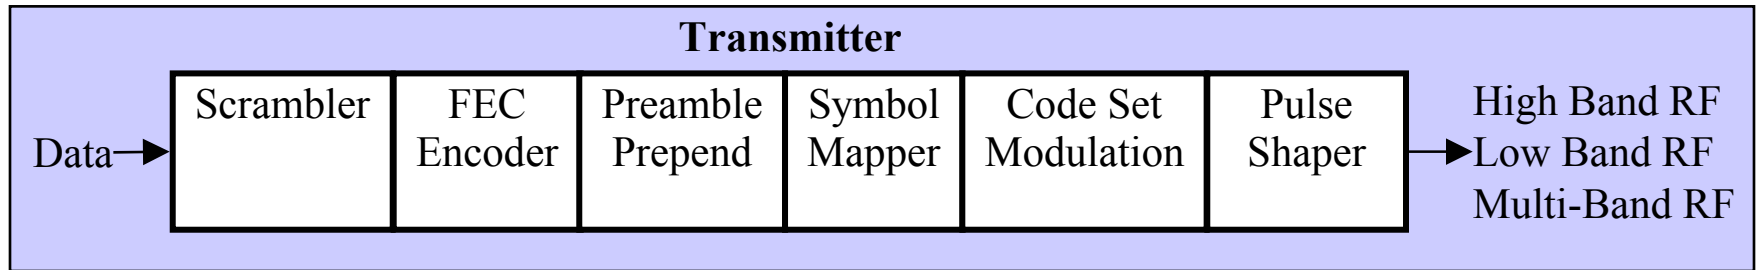 Transmitter
Data
Scrambler
FEC
Encoder
Preamble
Prepend
Symbol
Mapper
Code Set
Modulation
Pulse
Shaper
High Band RF
Low Band RF
Multi-Band RF